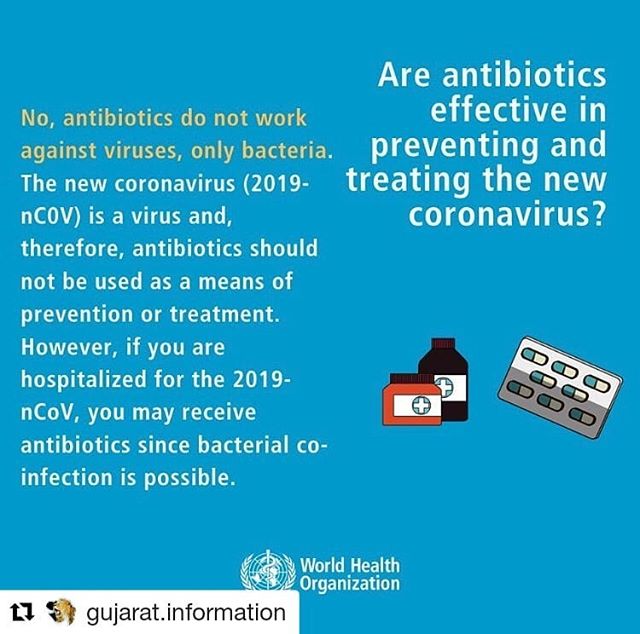 Are antibiotics
effective in
preventing and
treating the new
coronavirus?
No, antibiotics do not work
against viruses, only bacteria.
The new coronavirus (2019-
nC0V) is a virus and,
therefore, antibiotics should
not be used as a means of
prevention or treatment.
However, if you are
hospitalized for the 2019-
nCoV, you may receive
antibiotics since bacterial co-
infection is possible.
World Health
Organization
gujarat.information